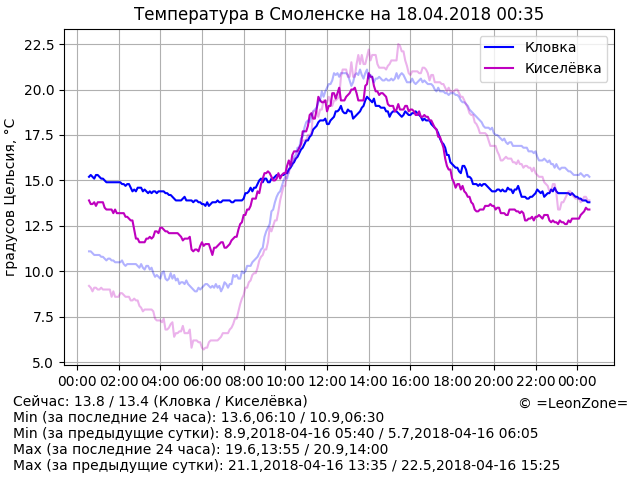 Температура в Смоленске на 18.04.2018 00:35
градусов Цельсия, °C
22.5
20.0
17.5
15.0
12.5
10.0
7.5
5.0
Кловка
Киселёвка
00:00 02:00 04:00 06:00 08:00 10:00 12:00 14:00 16:00 18:00 20:00 22:00 00:00
Сейчас: 13.8 / 13.4 (Кловка / Киселёвка)
© =LeonZone=
Min (за последние 24 часа): 13.6,06:10 / 10.9,06:30
Min (за предыдущие сутки): 8.9,2018-04-16 05:40 / 5.7,2018-04-16 06:05
Max (за последние 24 часа): 19.6,13:55 / 20.9,14:00
Max (за предыдущие сутки): 21.1,2018-04-16 13:35 / 22.5,2018-04-16 15:25